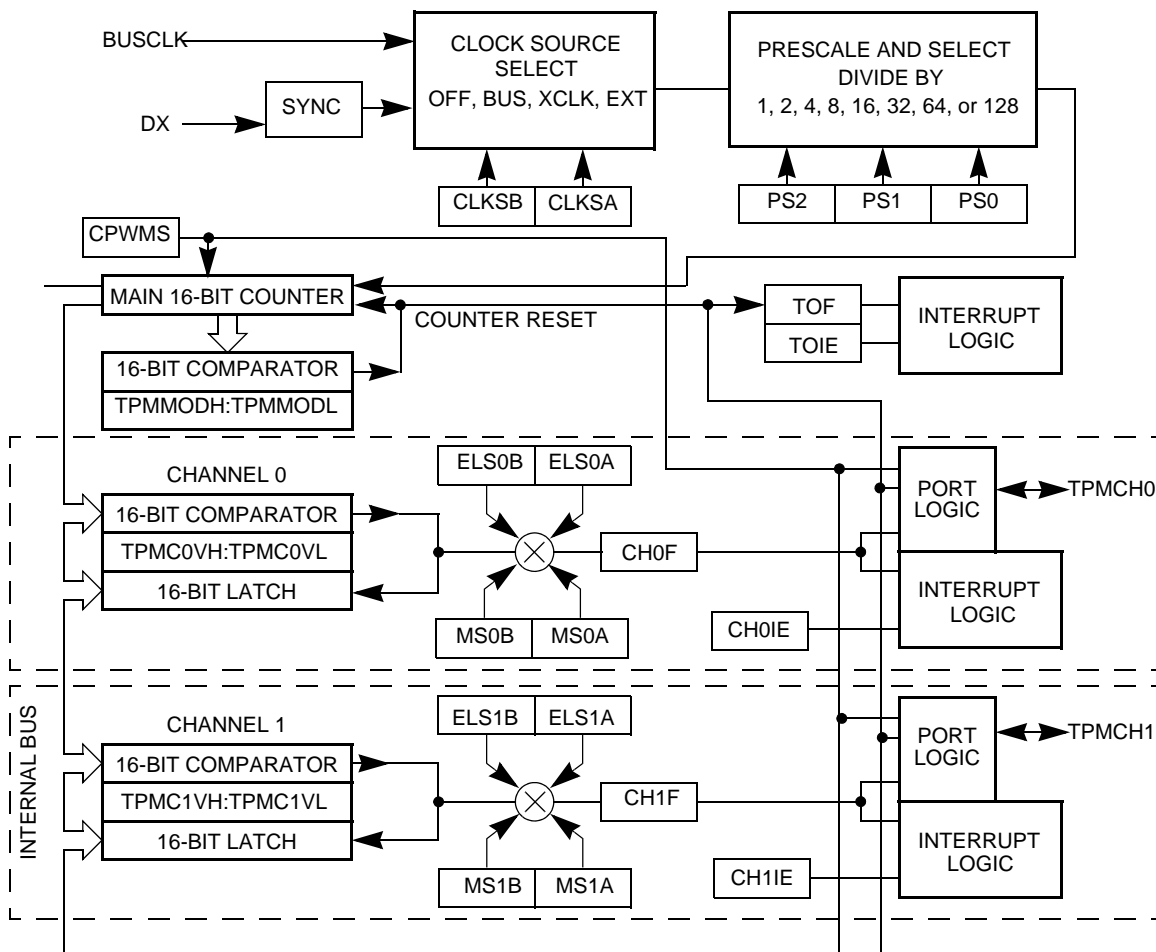 BUSCLK
CLOCK SOURCE
SELECT
OFF, BUS, XCLK, EXT
PRESCALE AND SELECT
DIVIDE BY
1, 2, 4, 8, 16, 32, 64, or 128
SYNC
DX
CLKSB
CLKSA
PS2
PS1
PS0
CPWMS
MAIN 16-BIT COUNTER
COUNTER RESET
TOF
TOIE
INTERRUPT
LOGIC
16-BIT COMPARATOR
TPMMODH:TPMMODL
CHANNEL 0
ELS0B
ELS0A
PORT
LOGIC
TPMCH0
16-BIT COMPARATOR
TPMC0VH:TPMC0VL
16-BIT LATCH
CH0F
INTERRUPT
LOGIC
MS0B
MS0A
CH0IE
INTERNAL BUS
CHANNEL 1
ELS1B
ELS1A
PORT
LOGIC
TPMCH1
16-BIT COMPARATOR
TPMC1VH:TPMC1VL
16-BIT LATCH
CH1F
INTERRUPT
LOGIC
MS1B
MS1A
CH1IE